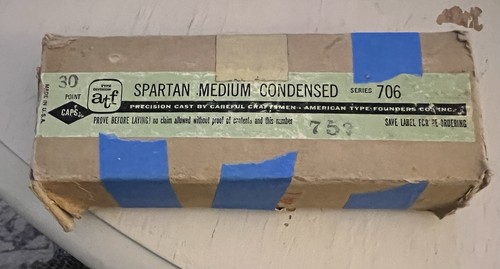 MADE IN U.S.A.
30
POINT
CAPS
atf
SPARTAN MEDIUM CONDENSED SERIES 706
PRECISION CAST BY CAREFUL CRAFTSMEN - AMERICAN TYPE FOUNDERS CO., INC.
PROVE BEFORE LAYING! no claim allowed without proof of contents and this number 753 SAVE LABEL FOR RE-ORDERING